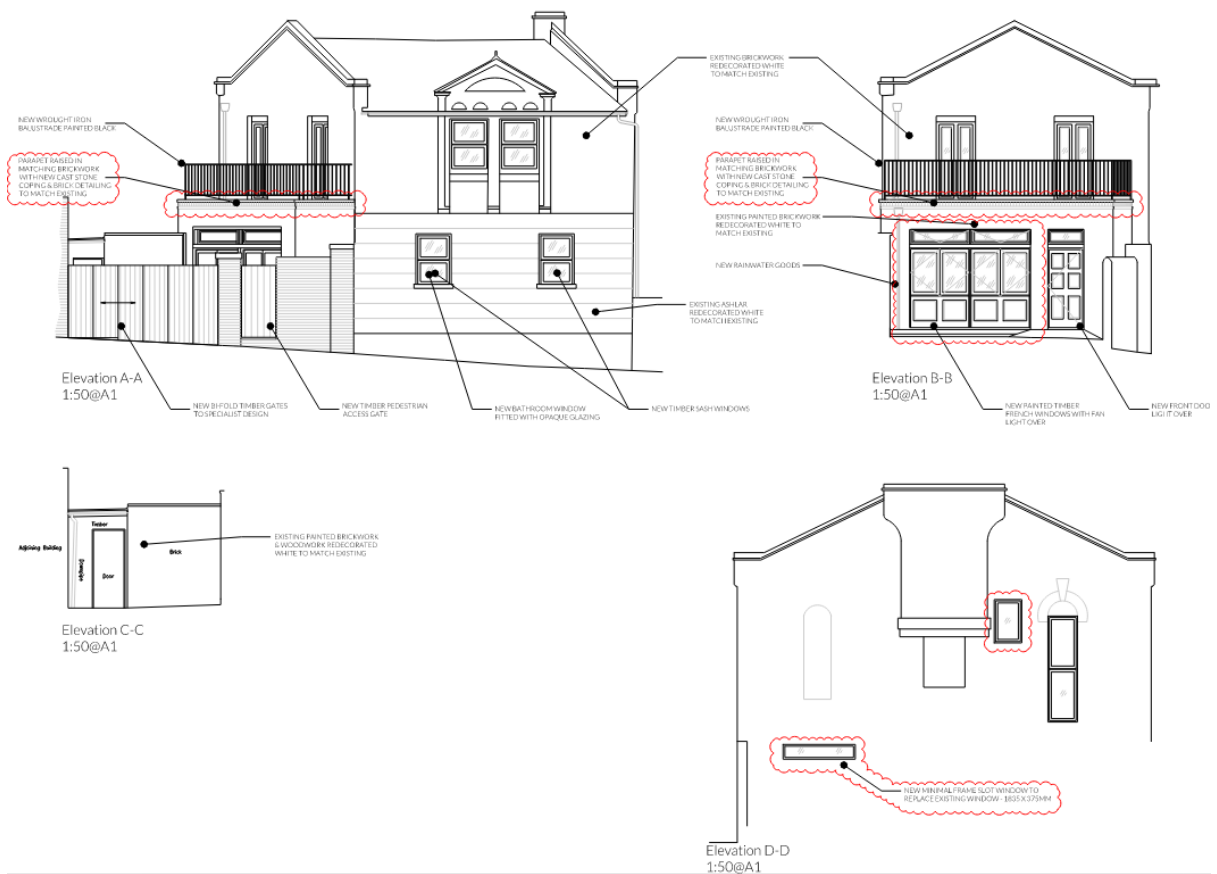 EXISTING BRICKWORK
REDECORATED WHITE
TO MATCH EXISTING
NEW WROUGHT IRON
BALUSTRADE PAINTED BLACK
PARAPET RAISED IN
MATCHING BRICKWORK
WITH NEW CAST STONE
COPING & BRICK DETAILING
TO MATCH EXISTING
NEW WROUGHT IRON
BALUSTRADE PAINTED BLACK
PARAPET RAISED IN
MATCHING BRICKWORK
WITH NEW CAST STONE
COPING & BRICK DETAILING
TO MATCH EXISTING
EXISTING PAINTED BRICKWORK
REDECORATED WHITE TO
MATCH EXISTING
NEW RAINWATER GOODS
EXISTING ASHLAR
REDECORATED WHITE
TO MATCH EXISTING
Elevation A-A
1:50@A1
NEW BI-FOLD TIMBER GATES
TO SPECIALIST DESIGN
NEW TIMBER PEDESTRIAN
ACCESS GATE
NEW BATHROOM WINDOW
FITTED WITH OPAQUE GLAZING
NEW TIMBER SASH WINDOWS
Elevation B-B
1:50@A1
NEW PAINTED TIMBER
FRENCH WINDOWS WITH FAN
LIGHT OVER
NEW FRONT DOO
LIGHT OVER
Timber
Adjoining Building
Door
Brick
EXISTING PAINTED BRICKWORK
& WOODWORK REDECORATED
WHITE TO MATCH EXISTING
Elevation C-C
1:50@A1
NEW MINIMAL FRAME SLOT WINDOW TO
REPLACE EXISTING WINDOW - 1835 X 375MM
Elevation D-D
1:50@A1